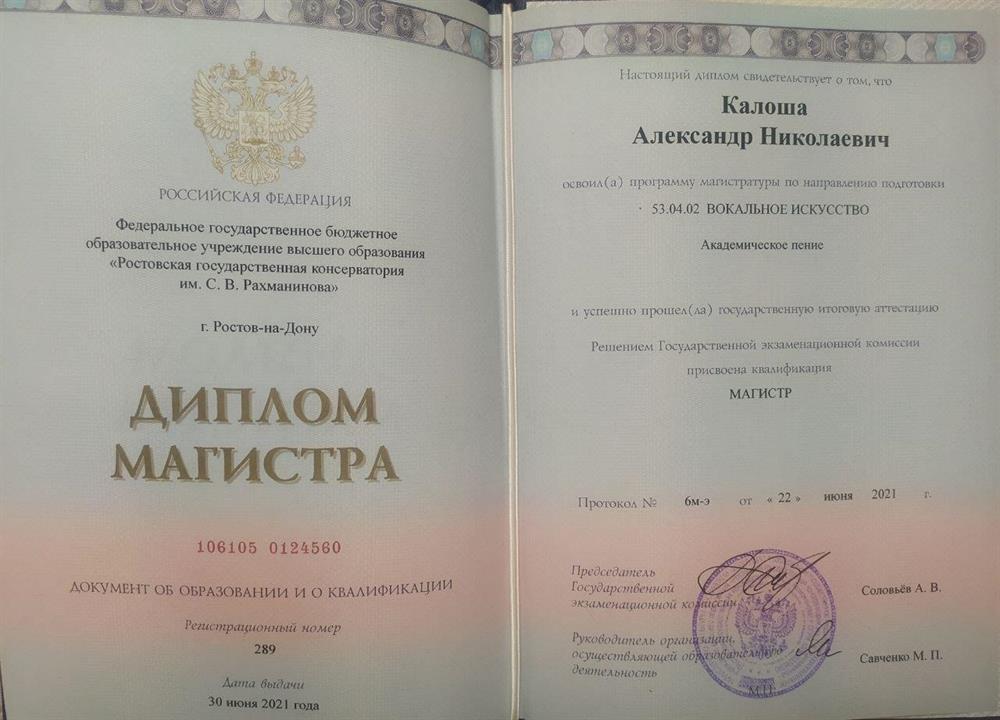 РОССИЙСКАЯ ФЕДЕРАЦИЯ
Федеральное государственное бюджетное
образовательное учреждение высшего образования
«Ростовская государственная консерватория
им. С. В. Рахманинова»
г. Ростов-на-Дону
ДИПЛОМ
МАГИСТРА
106105 0124560
ДОКУМЕНТ ОБ ОБРАЗОВАНИИ И О КВАЛИФИКАЦИИ
Регистрационный номер
289
Дата выдачи
30 июня 2021 года
Настоящий диплом свидетельствует о том, что
Калоша
Александр Николаевич
освоил(а) программу магистратуры по направлению подготовки
53.04.02 ВОКАЛЬНОЕ ИСКУССТВО
Академическое пение
и успешно прошел(ла) государственную итоговую аттестацию
Решением Государственной экзаменационной комиссии
присвоена квалификация
МАГИСТР
Протокол № 6м-э от « 22 » июня 2021 г.
Председатель
Государственной
экзаменационной комиссии
Соловьёв А. В.
Руководитель организации,
осуществляющей образовательную
деятельность
Савченко М. П.
М.П.